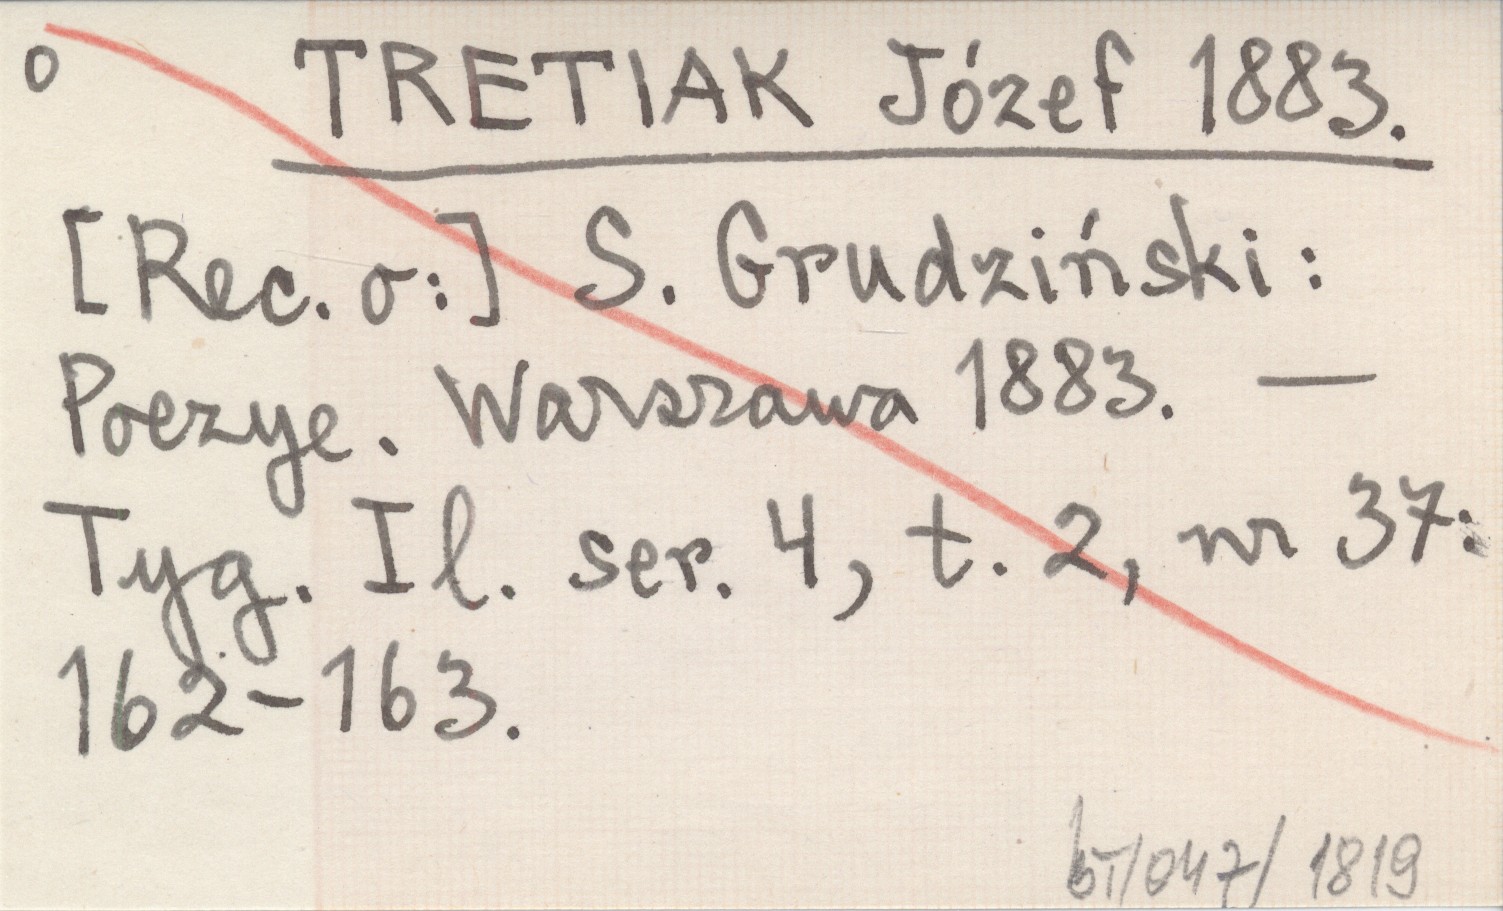 o TRETIAK Józef 1883.
[Rec. o:] S. Grudziński:
Poezye. Warszawa 1883. —
Tyg. Il. ser. 4, t. 2, nr 37:
162-163.
bT/047/1819